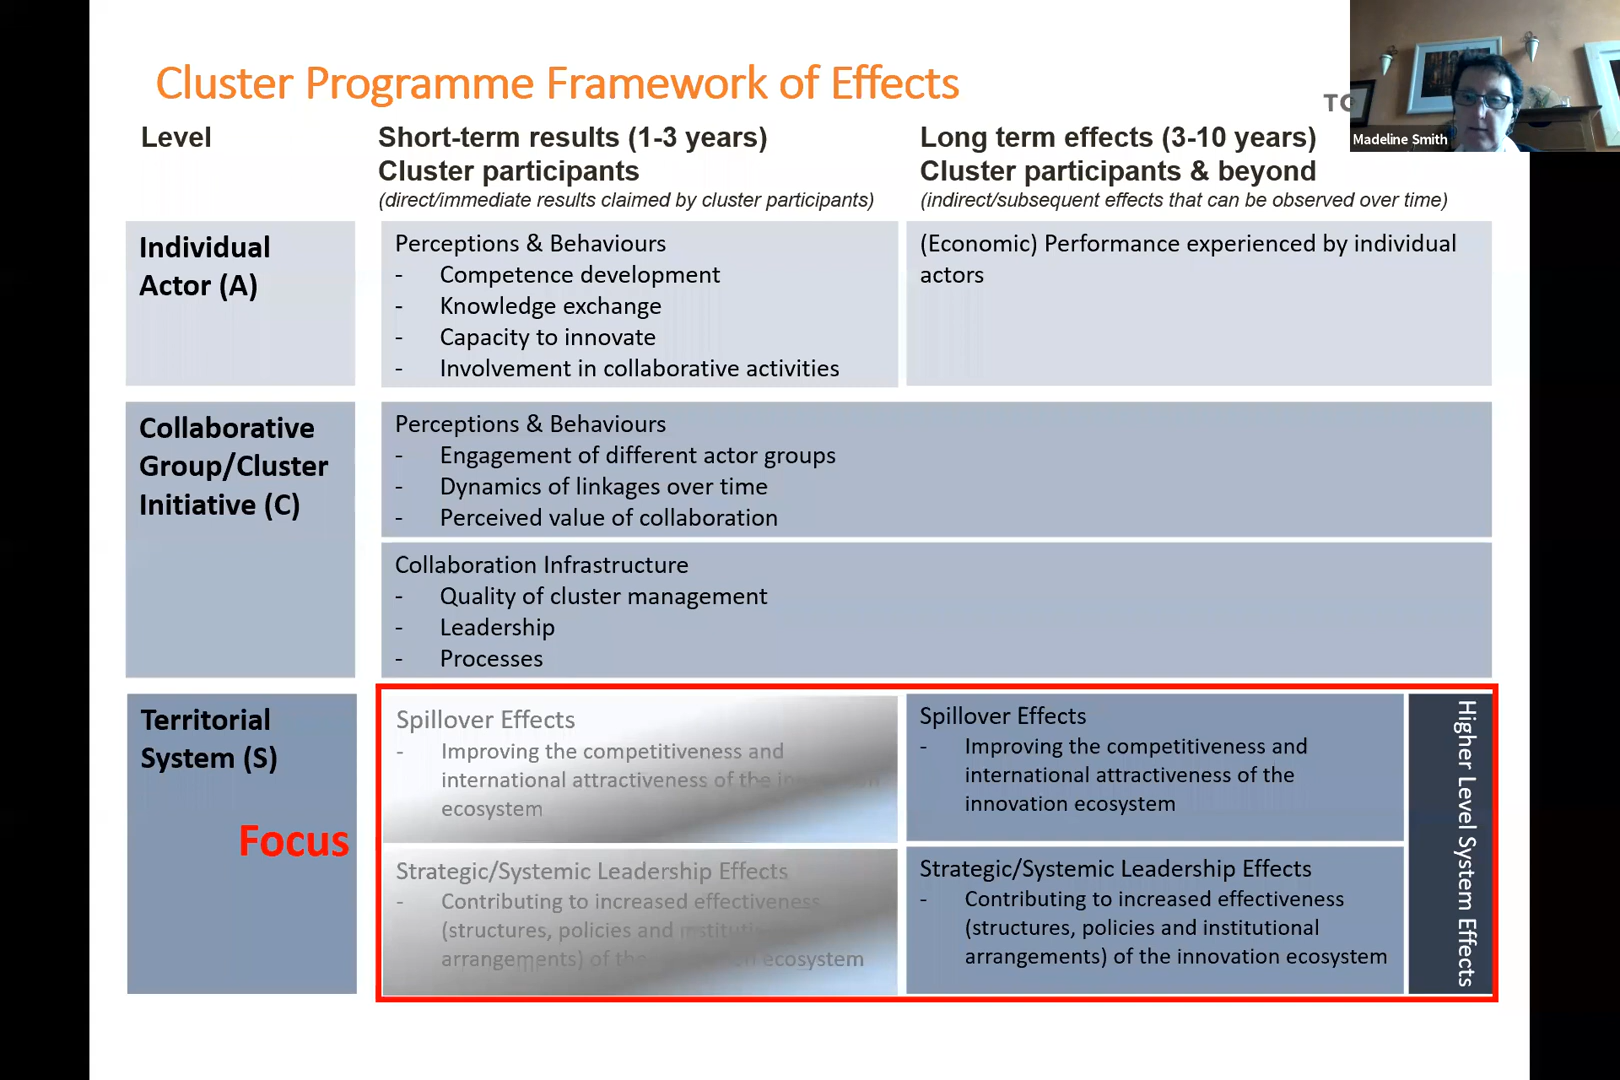 Cluster Programme Framework of Effects
TC
Madeline Smith
Level
Short-term results (1-3 years)
Cluster participants
(direct/immediate results claimed by cluster participants)
Long term effects (3-10 years)
Cluster participants & beyond
(indirect/subsequent effects that can be observed over time)
Individual
Actor (A)
Perceptions & Behaviours
- Competence development
- Knowledge exchange
- Capacity to innovate
- Involvement in collaborative activities
(Economic) Performance experienced by individual
actors
Collaborative
Group/Cluster
Initiative (C)
Perceptions & Behaviours
- Engagement of different actor groups
- Dynamics of linkages over time
- Perceived value of collaboration
Collaboration Infrastructure
- Quality of cluster management
- Leadership
- Processes
Territorial
System (S)
Focus
Spillover Effects
- Improving the competitiveness and
international attractiveness of the
ecosystem
Strategic/Systemic Leadership Effects
- Contributing to increased effectiveness
(structures, policies and
arrangements) of the ecosystem
Spillover Effects
- Improving the competitiveness and
international attractiveness of the
innovation ecosystem
Strategic/Systemic Leadership Effects
- Contributing to increased effectiveness
(structures, policies and institutional
arrangements) of the innovation ecosystem
Higher Level System Effects